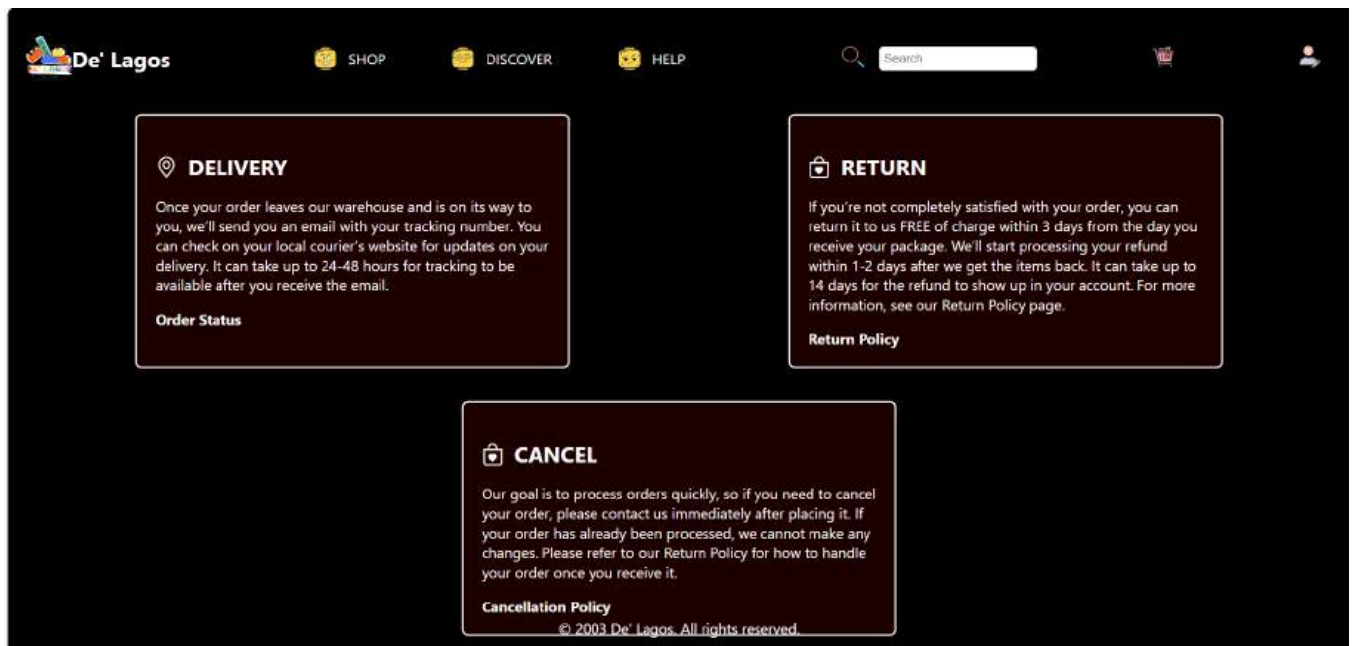 De' Lagos
SHOP
DISCOVER
HELP
Search
DELIVERY
Once your order leaves our warehouse and is on its way to
you, we'll send you an email with your tracking number. You
can check on your local courier's website for updates on your
delivery. It can take up to 24-48 hours for tracking to be
available after you receive the email.
Order Status
RETURN
If you're not completely satisfied with your order, you can
return it to us FREE of charge within 3 days from the day you
receive your package. We'll start processing your refund
within 1-2 days after we get the items back. It can take up to
14 days for the refund to show up in your account. For more
information, see our Return Policy page.
Return Policy
CANCEL
Our goal is to process orders quickly, so if you need to cancel
your order, please contact us immediately after placing it. If
your order has already been processed, we cannot make any
changes. Please refer to our Return Policy for how to handle
your order once you receive it.
Cancellation Policy
© 2003 De' Lagos. All rights reserved.